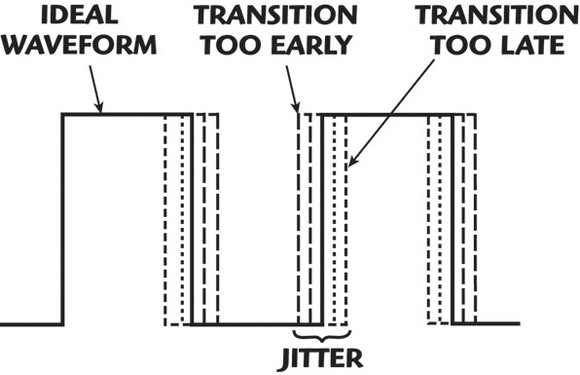 IDEAL
WAVEFORM
TRANSITION
TOO EARLY
TRANSITION
TOO LATE
JITTER